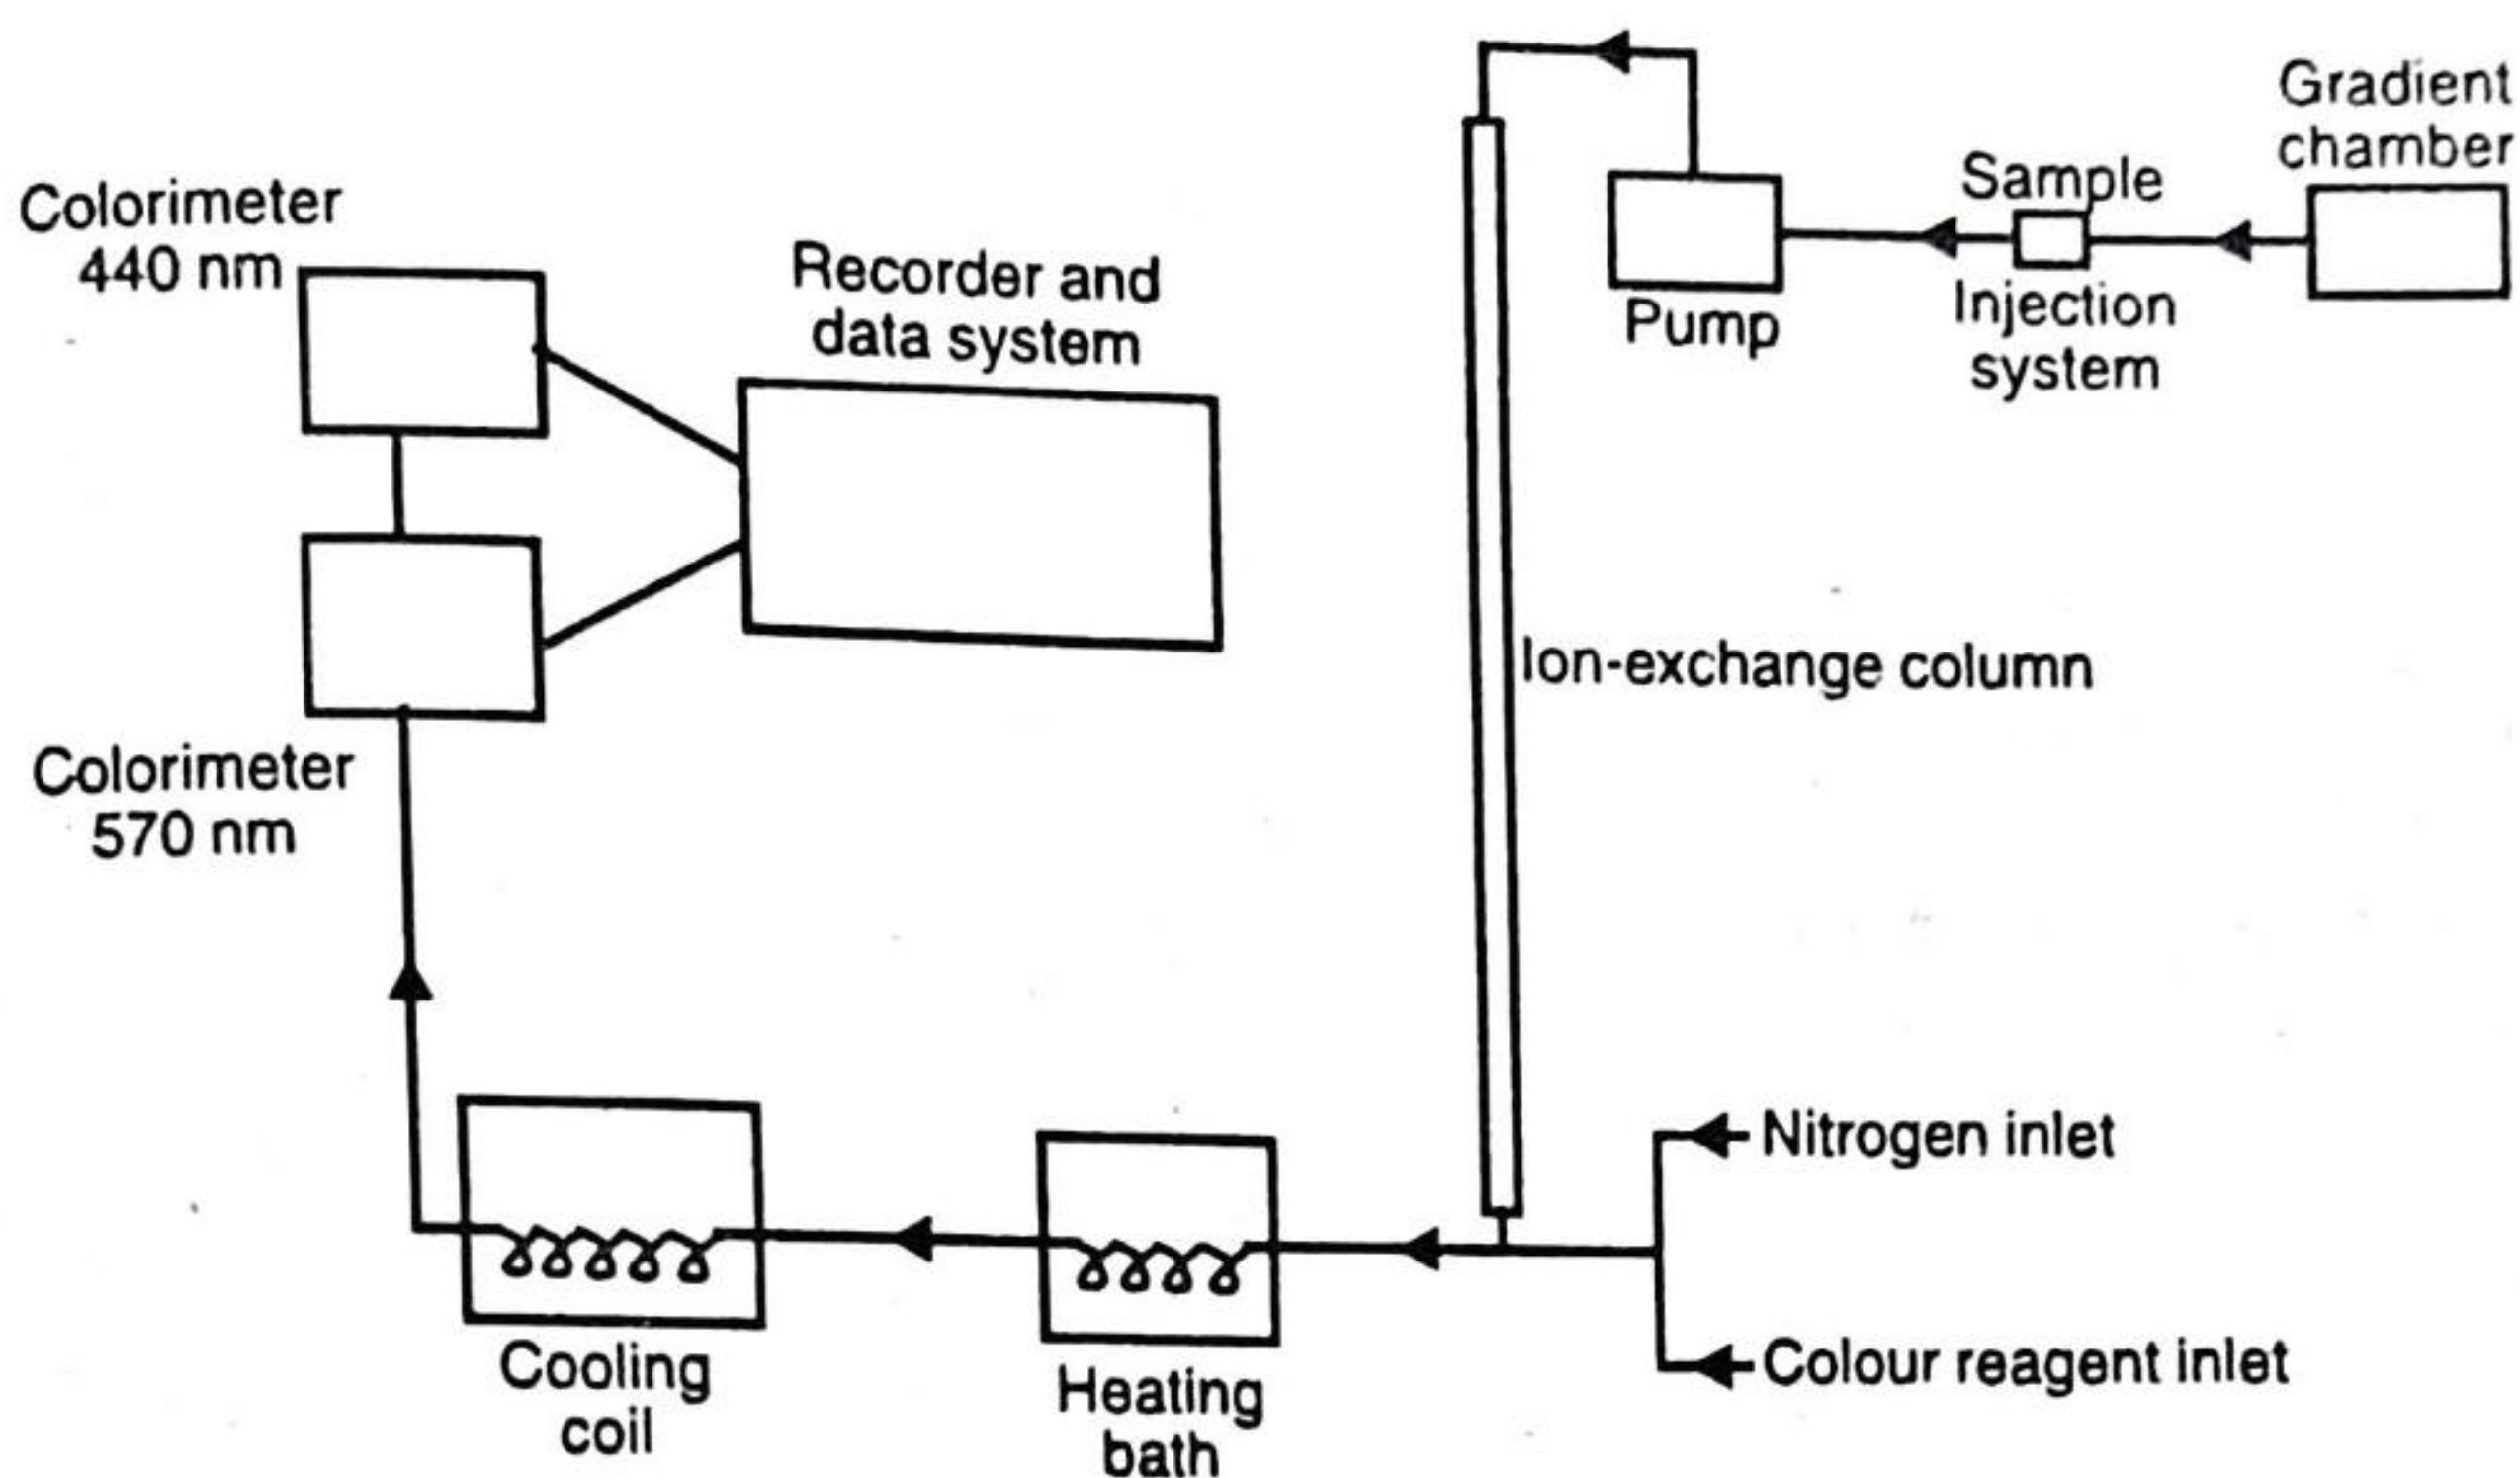 Gradient
chamber
Sample
Injection
system
Pump
Colorimeter
440 nm
Recorder and
data system
Ion-exchange column
Colorimeter
570 nm
Nitrogen inlet
Colour reagent inlet
Cooling
coil
Heating
bath